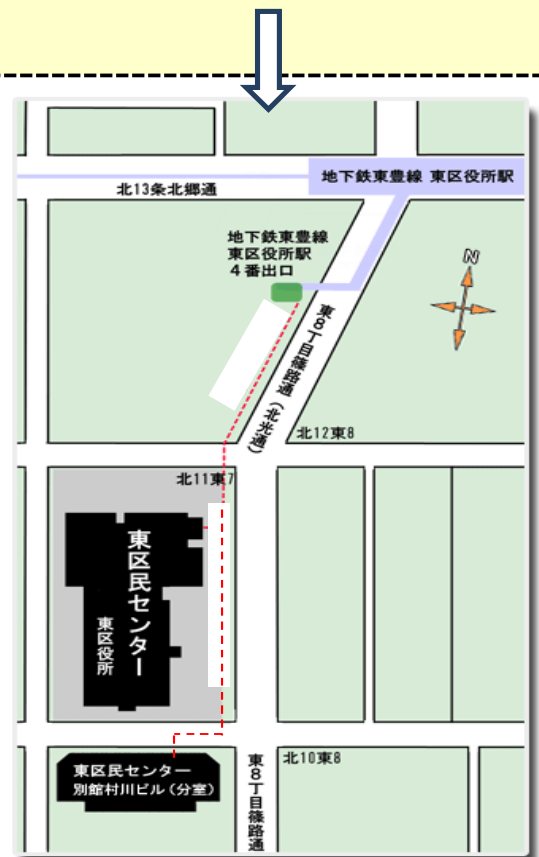 地下鉄東豊線 東区役所駅
北13条北郷通
地下鉄東豊線
東区役所駅
4番出口
N
東8丁目篠路通(北光通)
北12東8
北11東7
東区民センター
東区役所
北10東8
東区民センター
別館村川ビル(分室)
東8丁目篠路通